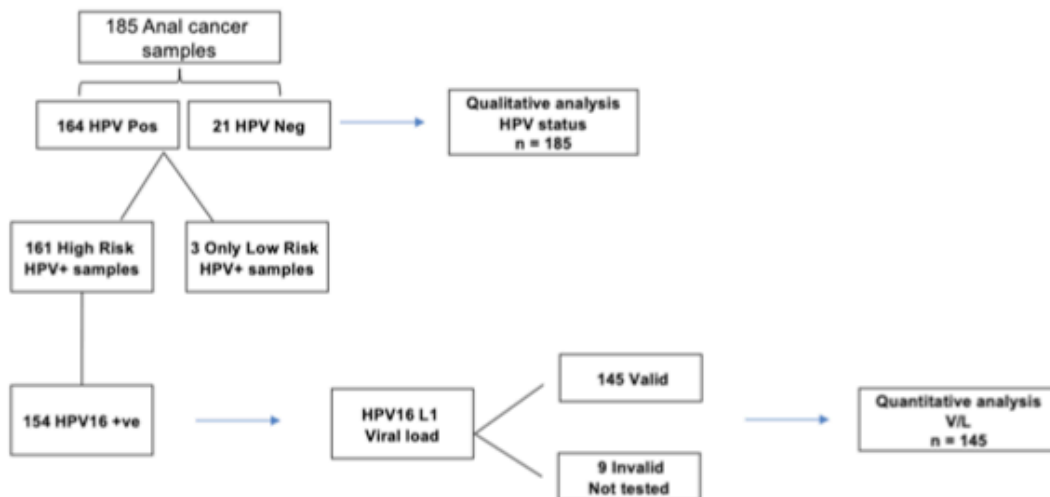 185 Anal cancer
samples
164 HPV Pos
21 HPV Neg
Qualitative analysis
HPV status
n = 185
161 High Risk
HPV+ samples
3 Only Low Risk
HPV+ samples
154 HPV16 +ve
HPV16 L1
Viral load
145 Valid
9 Invalid
Not tested
Quantitative analysis
V/L
n = 145